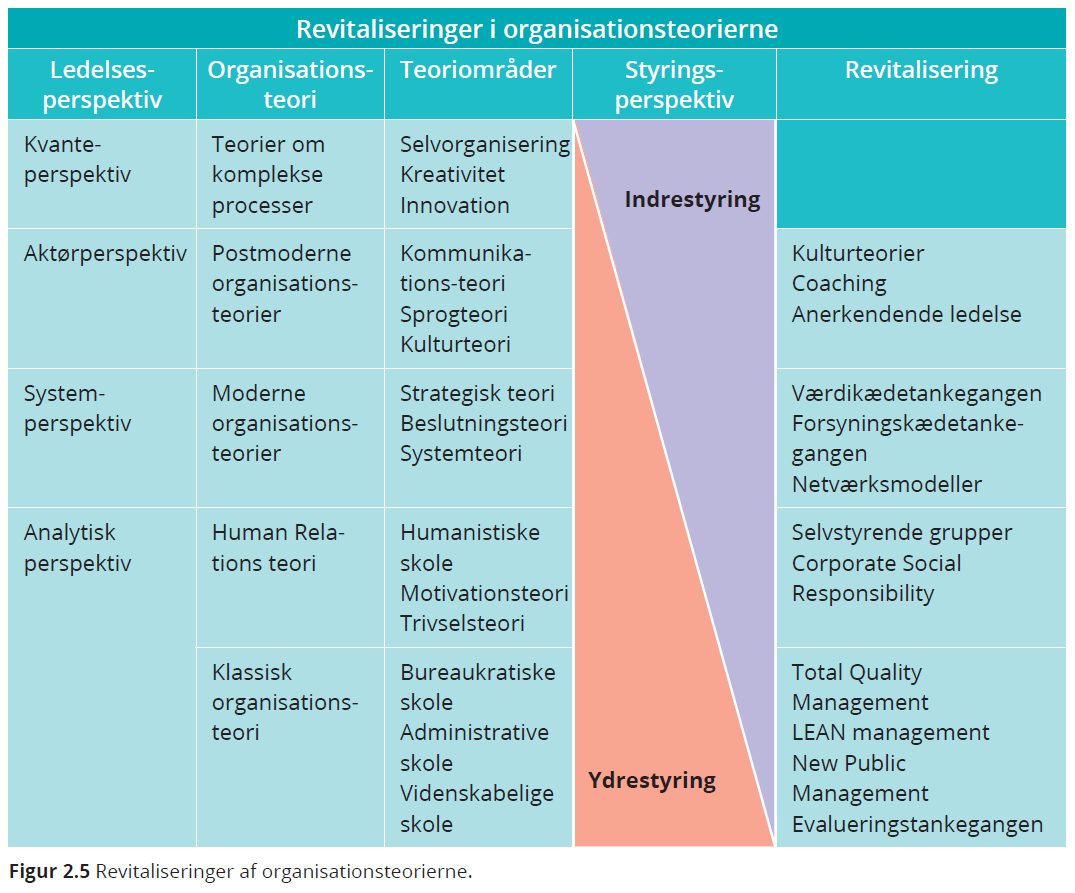 Revitaliseringer i organisationsteorierne
Ledelses-
perspektiv
Organisations-
teori
Teoriområder
Styrings-
perspektiv
Revitalisering
Kvante-
perspektiv
Teorier om
komplekse
processer
Selvorganisering
Kreativitet
Innovation
Indrestyring
Aktørperspektiv
Postmoderne
organisations-
teorier
Kommunika-
tions-teori
Sprogteori
Kulturteori
Kulturteorier
Coaching
Anerkendende ledelse
System-
perspektiv
Moderne
organisations-
teorier
Strategisk teori
Beslutningsteori
Systemteori
Værdikædetankegangen
Forsyningskædetanke-
gangen
Netværksmodeller
Analytisk
perspektiv
Human Rela-
tions teori
Humanistiske
skole
Motivationsteori
Trivselsteori
Selvstyrende grupper
Corporate Social
Responsibility
Klassisk
organisations-
teori
Bureaukratiske
skole
Administrative
skole
Videnskabelige
skole
Ydrestyring
Total Quality
Management
LEAN management
New Public
Management
Evalueringstankegangen
Figur 2.5 Revitaliseringer af organisationsteorierne.